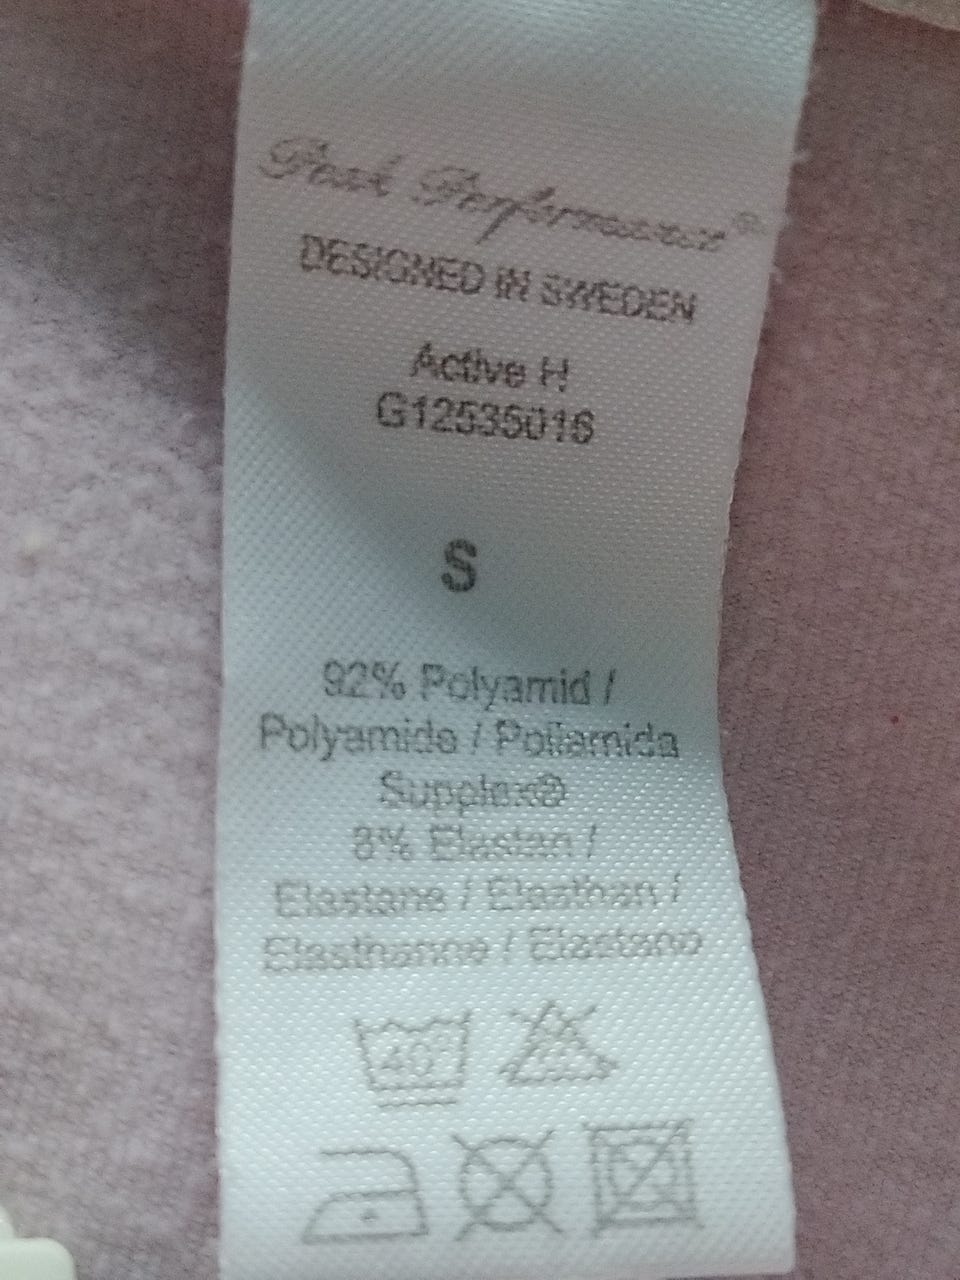 Peak Performance®
DESIGNED IN SWEDEN
Active H
G12535016
S
92% Polyamid /
Polyamide / Poliamida
Supplex®
8% Elastan /
Elastane / Elasthan /
Elasthanne / Elastano
40°